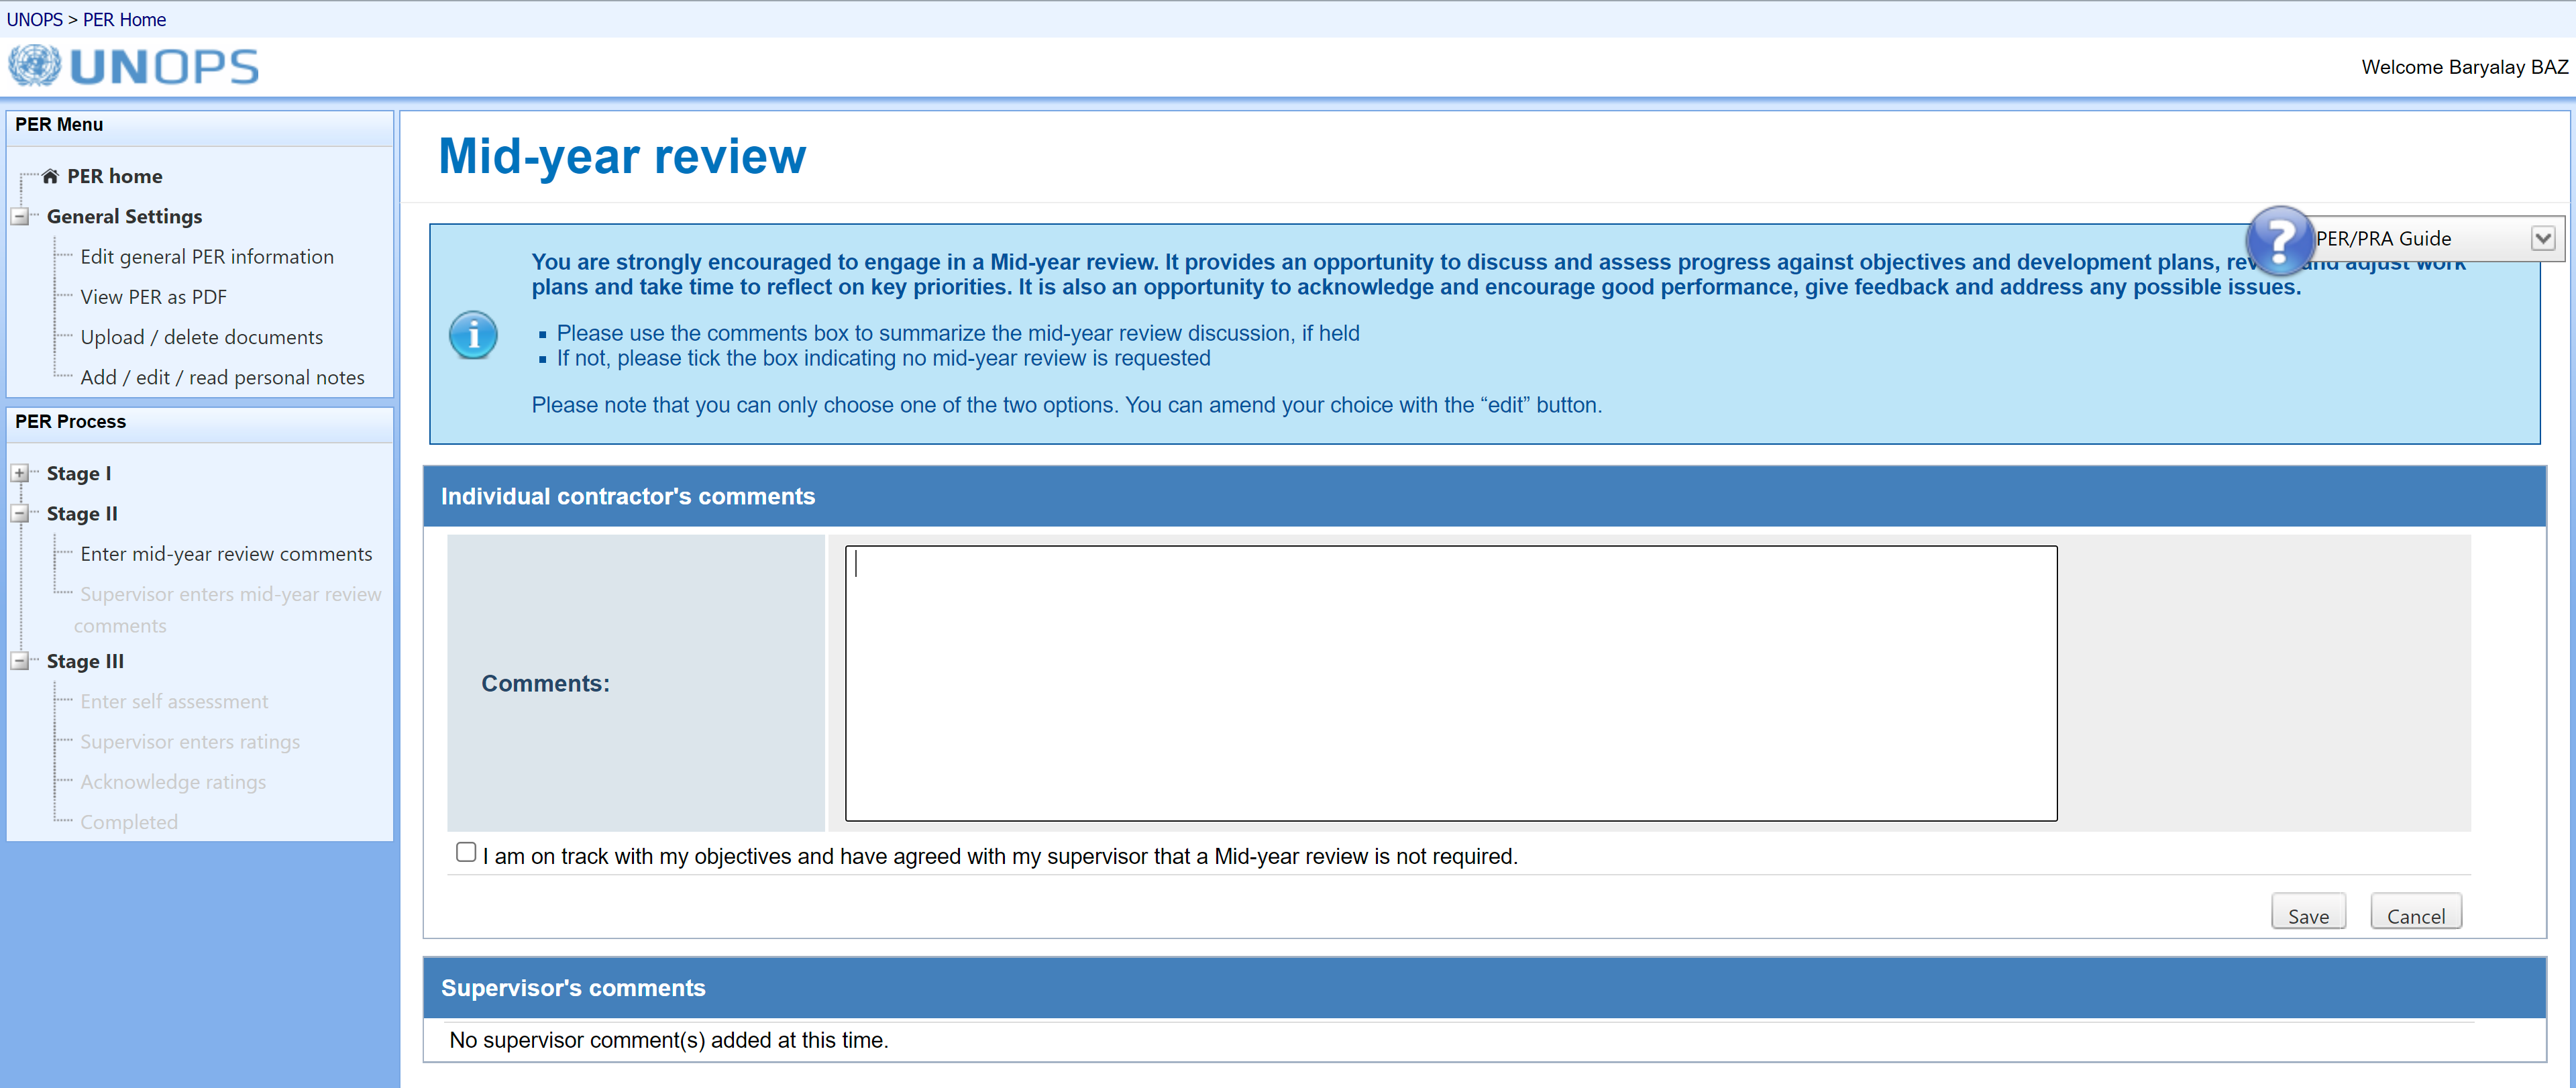 UNOPS > PER Home
UNOPS
Welcome Baryalay BAZ
PER Menu
PER home
General Settings
Edit general PER information
View PER as PDF
Upload / delete documents
Add / edit / read personal notes
PER Process
Stage I
Stage II
Enter mid-year review comments
Supervisor enters mid-year review
comments
Stage III
Enter self assessment
Supervisor enters ratings
Acknowledge ratings
Completed
Mid-year review
PER/PRA Guide
You are strongly encouraged to engage in a Mid-year review. It provides an opportunity to discuss and assess progress against objectives and development plans, and adjust work
plans and take time to reflect on key priorities. It is also an opportunity to acknowledge and encourage good performance, give feedback and address any possible issues.
▪ Please use the comments box to summarize the mid-year review discussion, if held
▪ If not, please tick the box indicating no mid-year review is requested
Please note that you can only choose one of the two options. You can amend your choice with the “edit” button.
Individual contractor's comments
Comments:
I am on track with my objectives and have agreed with my supervisor that a Mid-year review is not required.
Save Cancel
Supervisor's comments
No supervisor comment(s) added at this time.